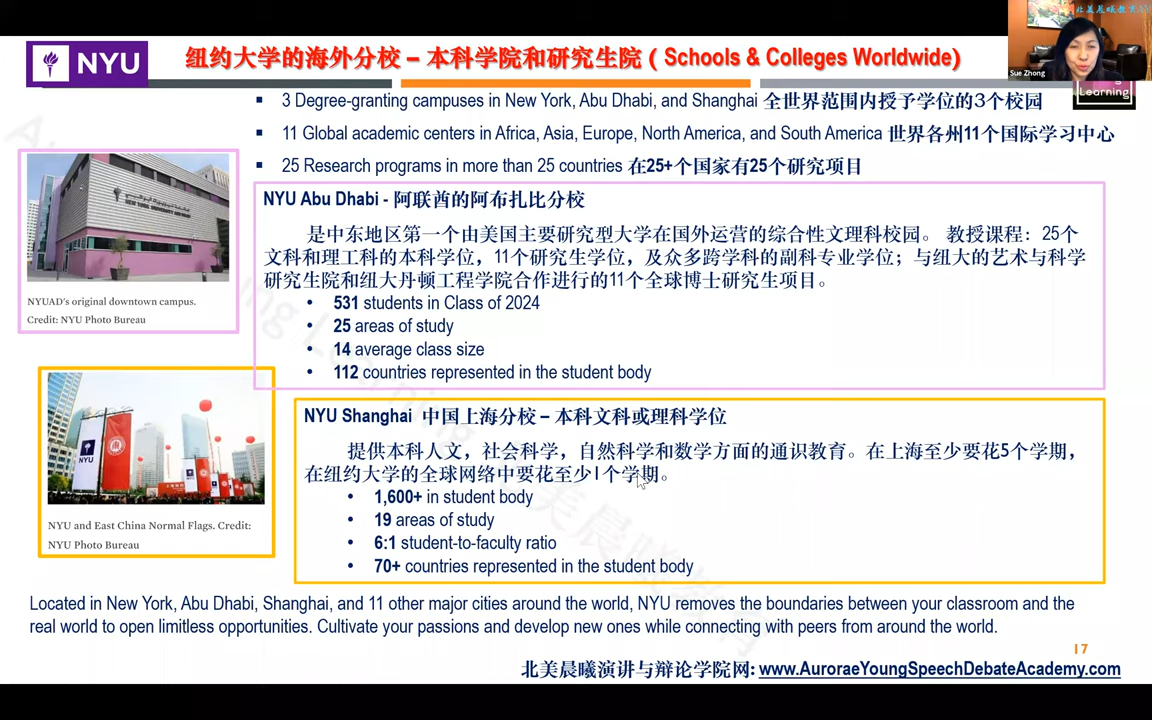 NYU
纽约大学的海外分校 – 本科学院和研究生院 ( Schools & Colleges Worldwide)
北美晨曦教育
Sue Zhong
Learning
▪ 3 Degree-granting campuses in New York, Abu Dhabi, and Shanghai 全世界范围内授予学位的3个校园
▪ 11 Global academic centers in Africa, Asia, Europe, North America, and South America 世界各州11个国际学习中心
▪ 25 Research programs in more than 25 countries 在25+个国家有25个研究项目
NYUAD's original downtown campus.
Credit: NYU Photo Bureau
NYU Abu Dhabi - 阿联酋的阿布扎比分校
是中东地区第一个由美国主要研究型大学在国外运营的综合性文理科校园。 教授课程: 25个
文科和理工科的本科学位，11个研究生学位，及众多跨学科的副科专业学位；与纽大的艺术与科学
研究生院和纽大丹顿工程学院合作进行的11个全球博士研究生项目。
• 531 students in Class of 2024
• 25 areas of study
• 14 average class size
• 112 countries represented in the student body
NYU
NYU and East China Normal Flags. Credit:
NYU Photo Bureau
NYU Shanghai 中国上海分校 – 本科文科或理科学位
提供本科人文，社会科学，自然科学和数学方面的通识教育。在上海至少要花5个学期，
在纽约大学的全球网络中要花至少1个学期。
• 1,600+ in student body
• 19 areas of study
• 6:1 student-to-faculty ratio
• 70+ countries represented in the student body
Located in New York, Abu Dhabi, Shanghai, and 11 other major cities around the world, NYU removes the boundaries between your classroom and the
real world to open limitless opportunities. Cultivate your passions and develop new ones while connecting with peers from around the world.
17
北美晨曦演讲与辩论学院网: www.AuroraeYoungSpeechDebateAcademy.com